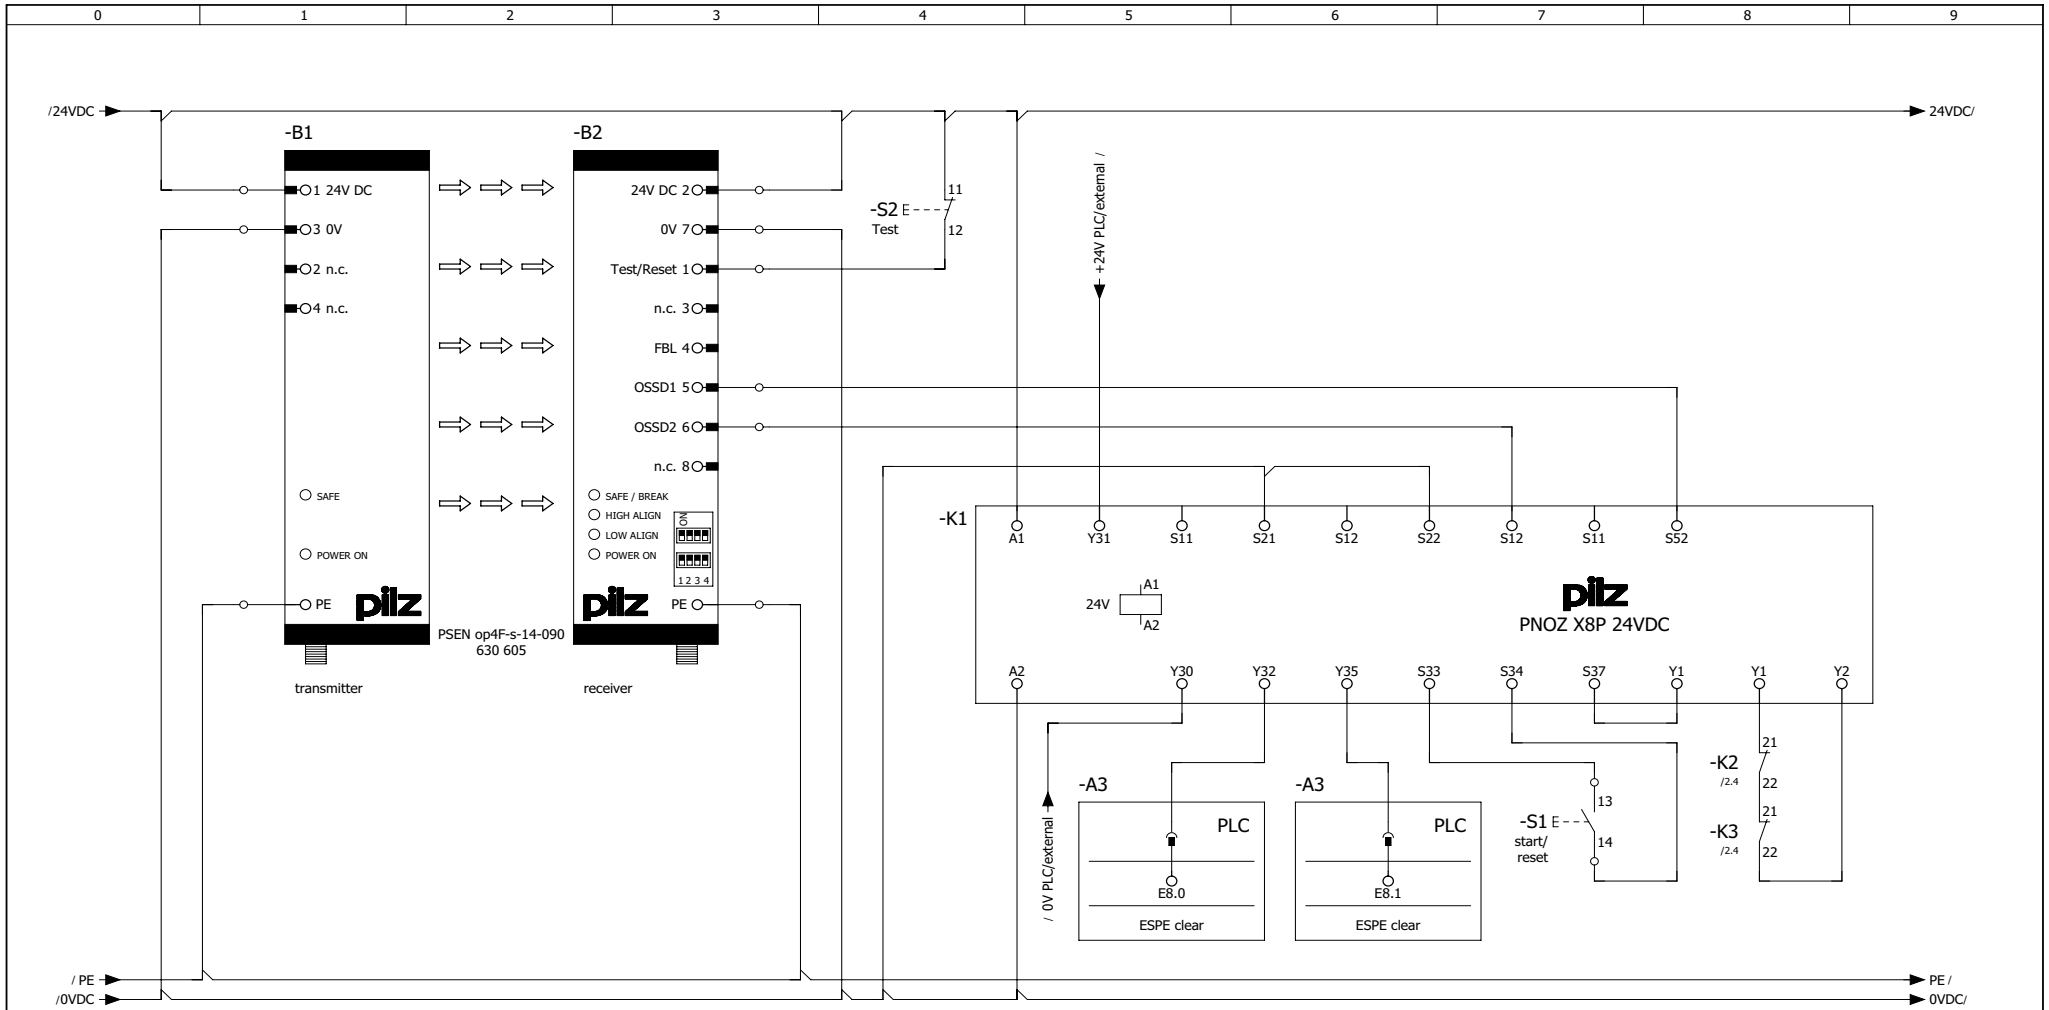 0 1 2 3 4 5 6 7 8 9
/24VDC
24VDC/
-B1
-B2
1 24V DC
3 0V
2 n.c.
4 n.c.
SAFE
POWER ON
PE
pilz
transmitter
PSEN op4F-s-14-090
630 605
24V DC 2
0V 7
Test/Reset 1
n.c. 3
FBL 4
OSSD1 5
OSSD2 6
n.c. 8
SAFE / BREAK
HIGH ALIGN
LOW ALIGN
POWER ON
ON
1 2 3 4
pilz
PE
receiver
-S2
Test
11
12
+24V PLC/external /
-K1
A1 Y31 S11 S21 S12 S22 S12 S11 S52
24V
A1
A2
pilz
PNOZ X8P 24VDC
A2 Y30 Y32 Y35 S33 S34 S37 Y1 Y1 Y2
/ 0V PLC/external
-A3
PLC
E8.0
ESPE clear
-A3
PLC
E8.1
ESPE clear
-S1
start/
reset
13
14
-K2
/2.4
21
22
-K3
/2.4
21
22
/ PE
PE /
/0VDC
0VDC/